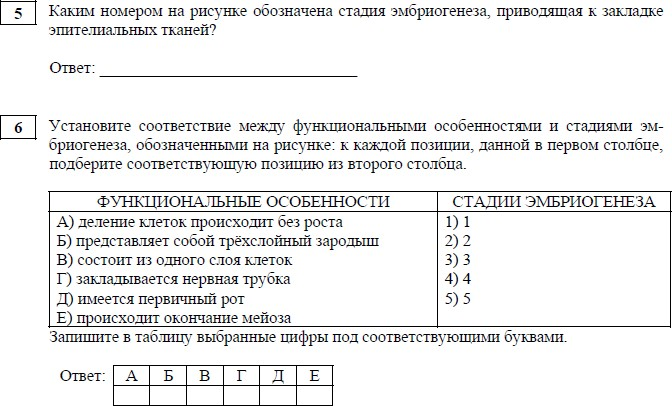 5 Каким номером на рисунке обозначена стадия эмбриогенеза, приводящая к закладке
эпителиальных тканей?
Ответ: ________________________________
6 Установите соответствие между функциональными особенностями и стадиями эм-
бриогенеза, обозначенными на рисунке: к каждой позиции, данной в первом столбце,
подберите соответствующую позицию из второго столбца.
ФУНКЦИОНАЛЬНЫЕ ОСОБЕННОСТИ СТАДИИ ЭМБРИОГЕНЕЗА
А) деление клеток происходит без роста 1) 1
Б) представляет собой трёхслойный зародыш 2) 2
В) состоит из одного слоя клеток 3) 3
Г) закладывается нервная трубка 4) 4
Д) имеется первичный рот 5) 5
Е) происходит окончание мейоза
Запишите в таблицу выбранные цифры под соответствующими буквами.
Ответ: А Б В Г Д Е